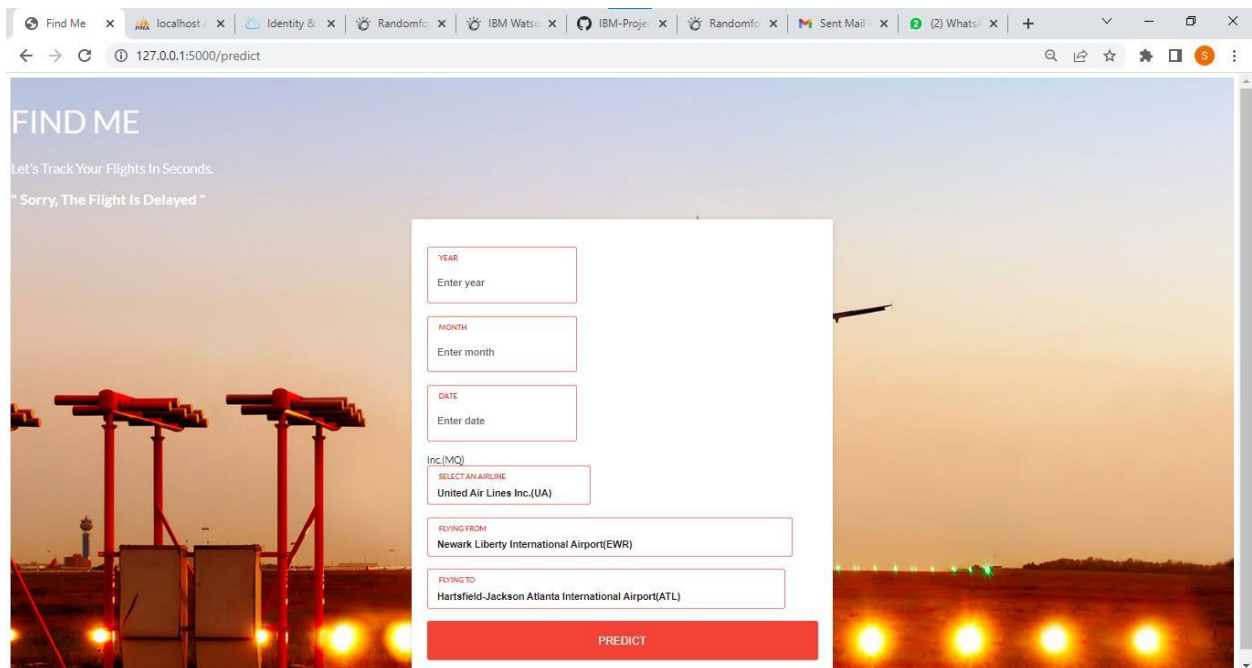 Find Me
localhost /
Identity &
Randomfo
IBM Watso
IBM-Projec
Randomfo
Sent Mail -
(2) WhatsA
127.0.0.1:5000/predict
S
FIND ME
Let's Track Your Flights In Seconds.
" Sorry, The Flight Is Delayed "
YEAR
Enter year
MONTH
Enter month
DATE
Enter date
Inc.(MQ)
SELECT AN AIRLINE
United Air Lines Inc.(UA)
FLYING FROM
Newark Liberty International Airport(EWR)
FLYING TO
Hartsfield-Jackson Atlanta International Airport(ATL)
PREDICT